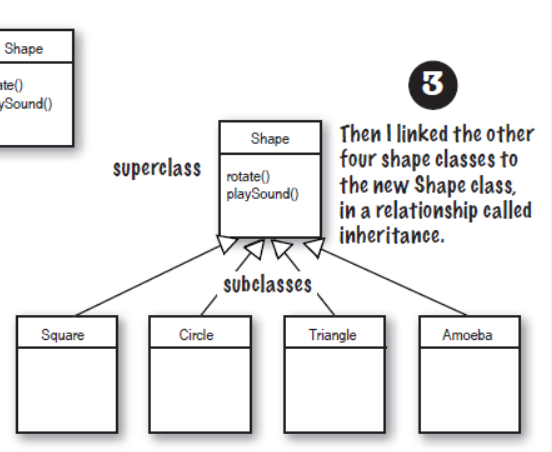 Shape
ate()
ySound()
3
superclass
Shape
rotate()
playSound()
Then I linked the other
four shape classes to
the new Shape class,
in a relationship called
inheritance.
subclasses
Square
Circle
Triangle
Amoeba